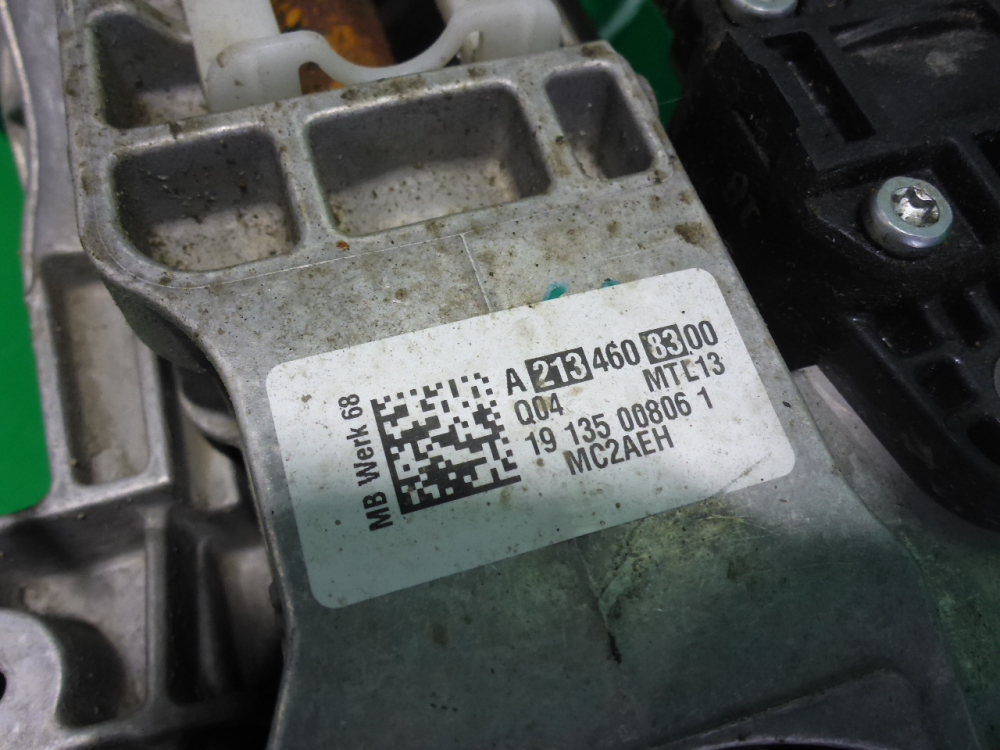 MB Werk 68
A 213 460 83 00
Q04 MTL13
19 135 00806 1
MC2AEH